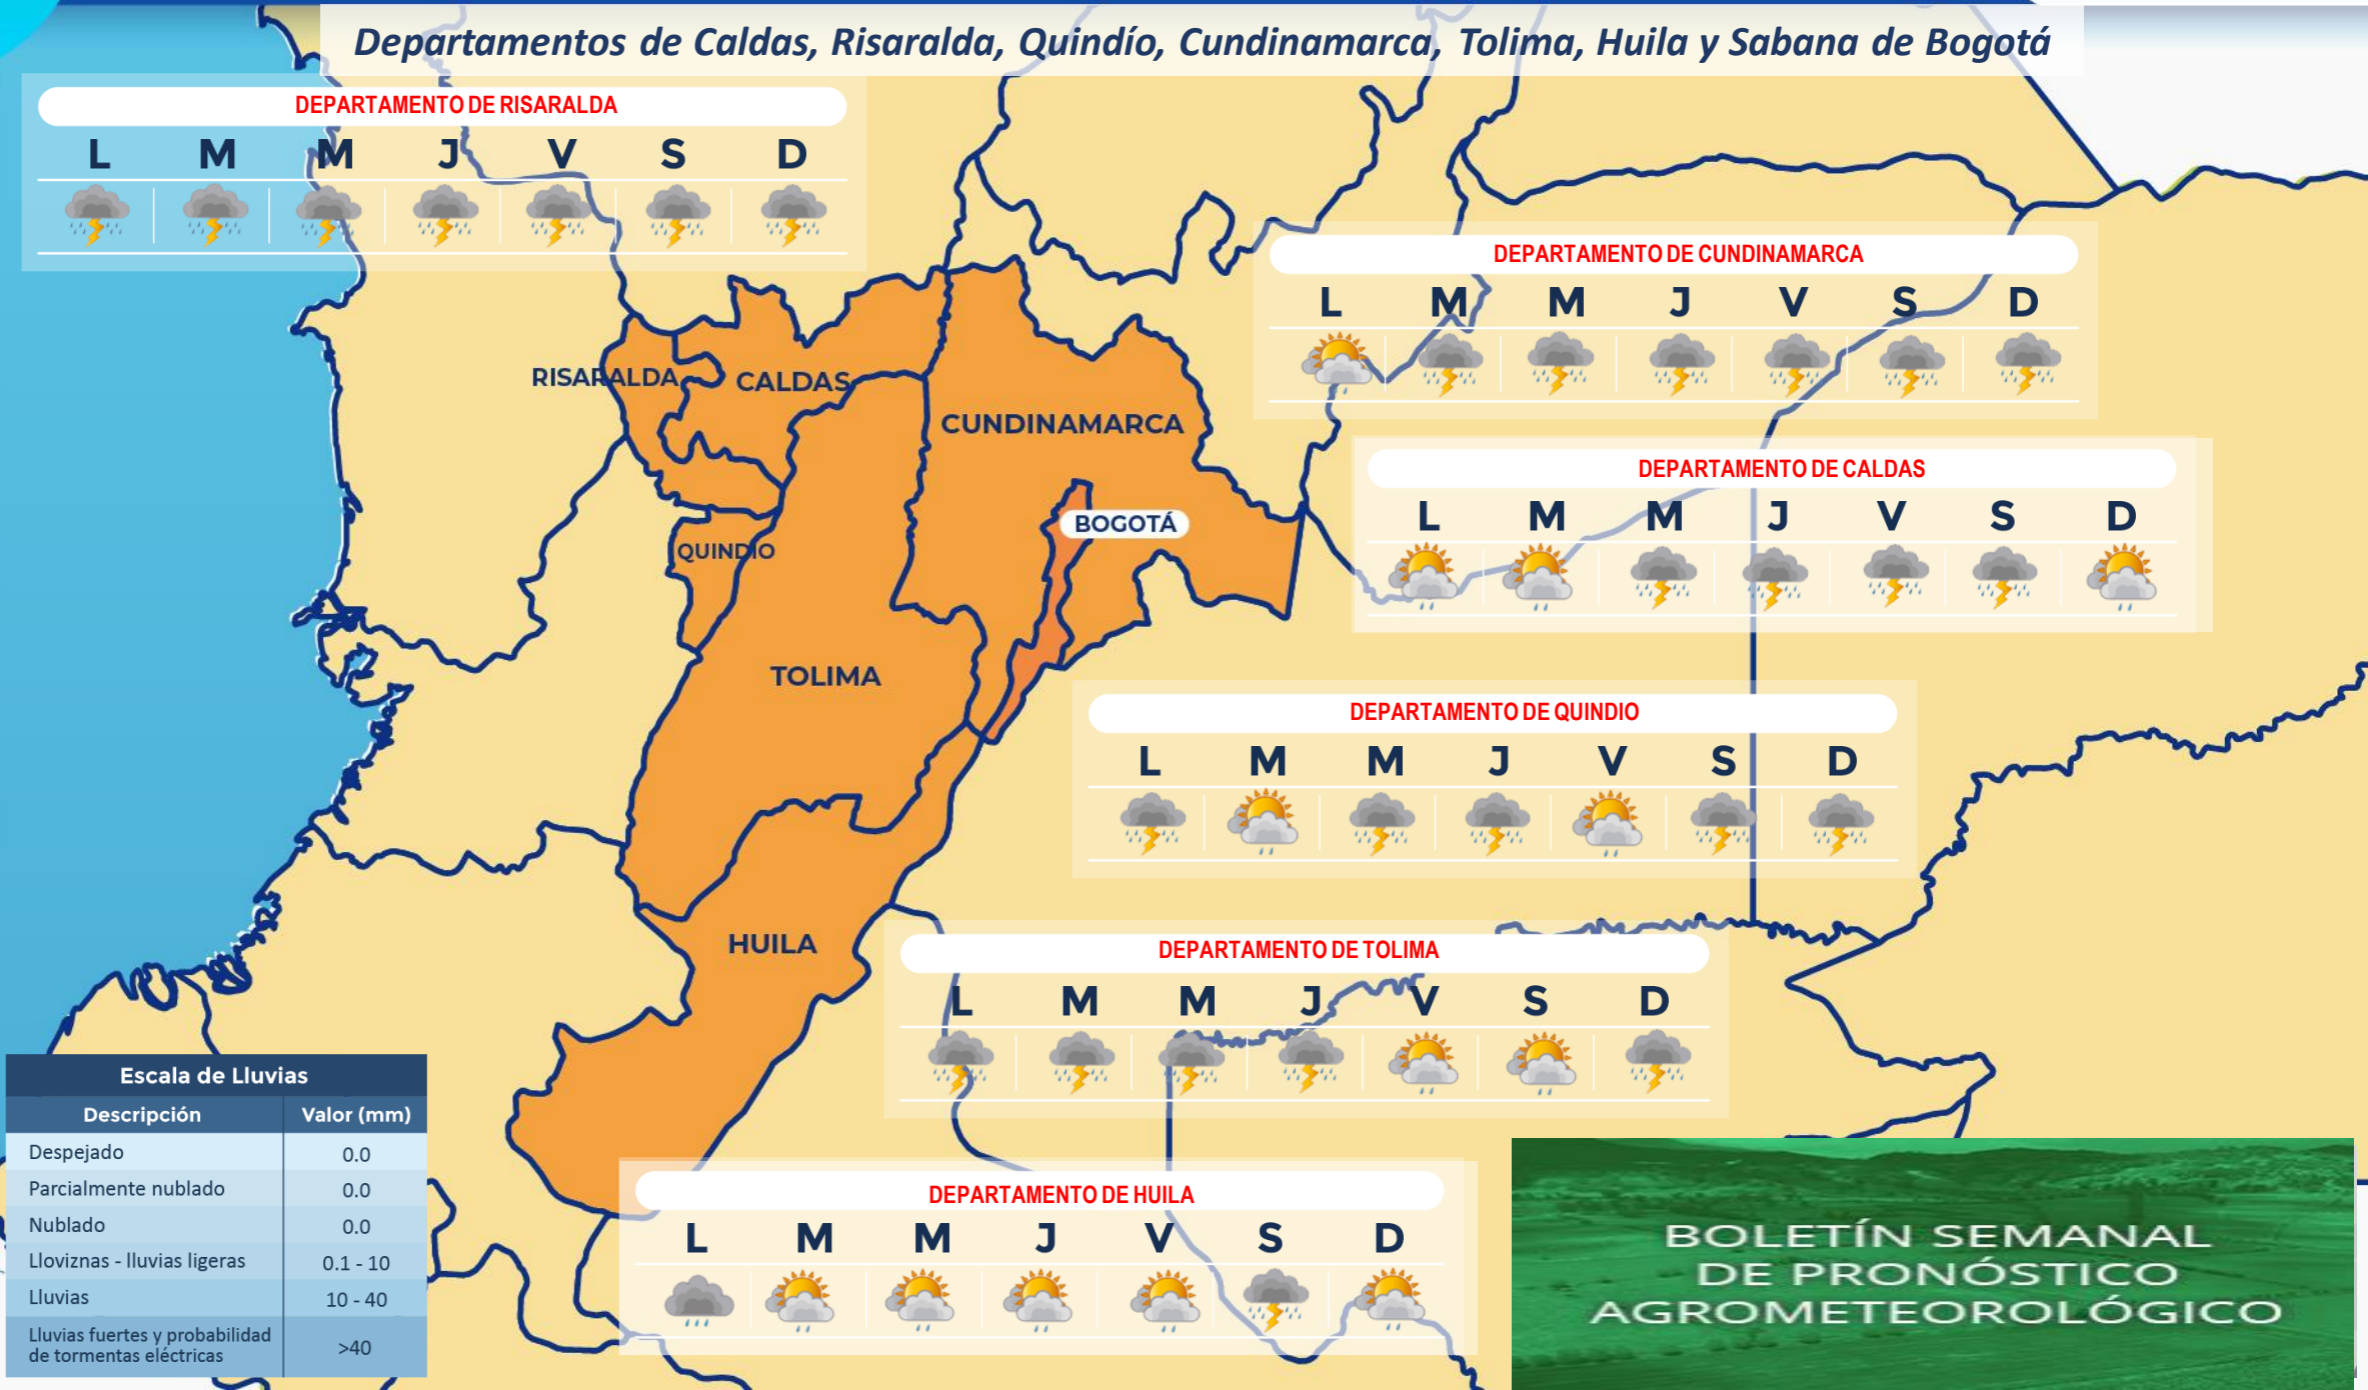 Departamentos de Caldas, Risaralda, Quindío, Cundinamarca, Tolima, Huila y Sabana de Bogotá
DEPARTAMENTO DE RISARALDA
L M M J V S D
DEPARTAMENTO DE CUNDINAMARCA
L M M J V S D
RISARALDA
CALDAS
CUNDINAMARCA
DEPARTAMENTO DE CALDAS
L M M J V S D
BOGOTÁ
QUINDIO
TOLIMA
DEPARTAMENTO DE QUINDIO
L M M J V S D
HUILA
DEPARTAMENTO DE TOLIMA
L M M J V S D
Escala de Lluvias
Descripción Valor (mm)
Despejado 0.0
Parcialmente nublado 0.0
Nublado 0.0
Lloviznas - lluvias ligeras 0.1 - 10
Lluvias 10 - 40
Lluvias fuertes y probabilidad
de tormentas eléctricas >40
DEPARTAMENTO DE HUILA
L M M J V S D
BOLETÍN SEMANAL
DE PRONÓSTICO
AGROMETEOROLÓGICO